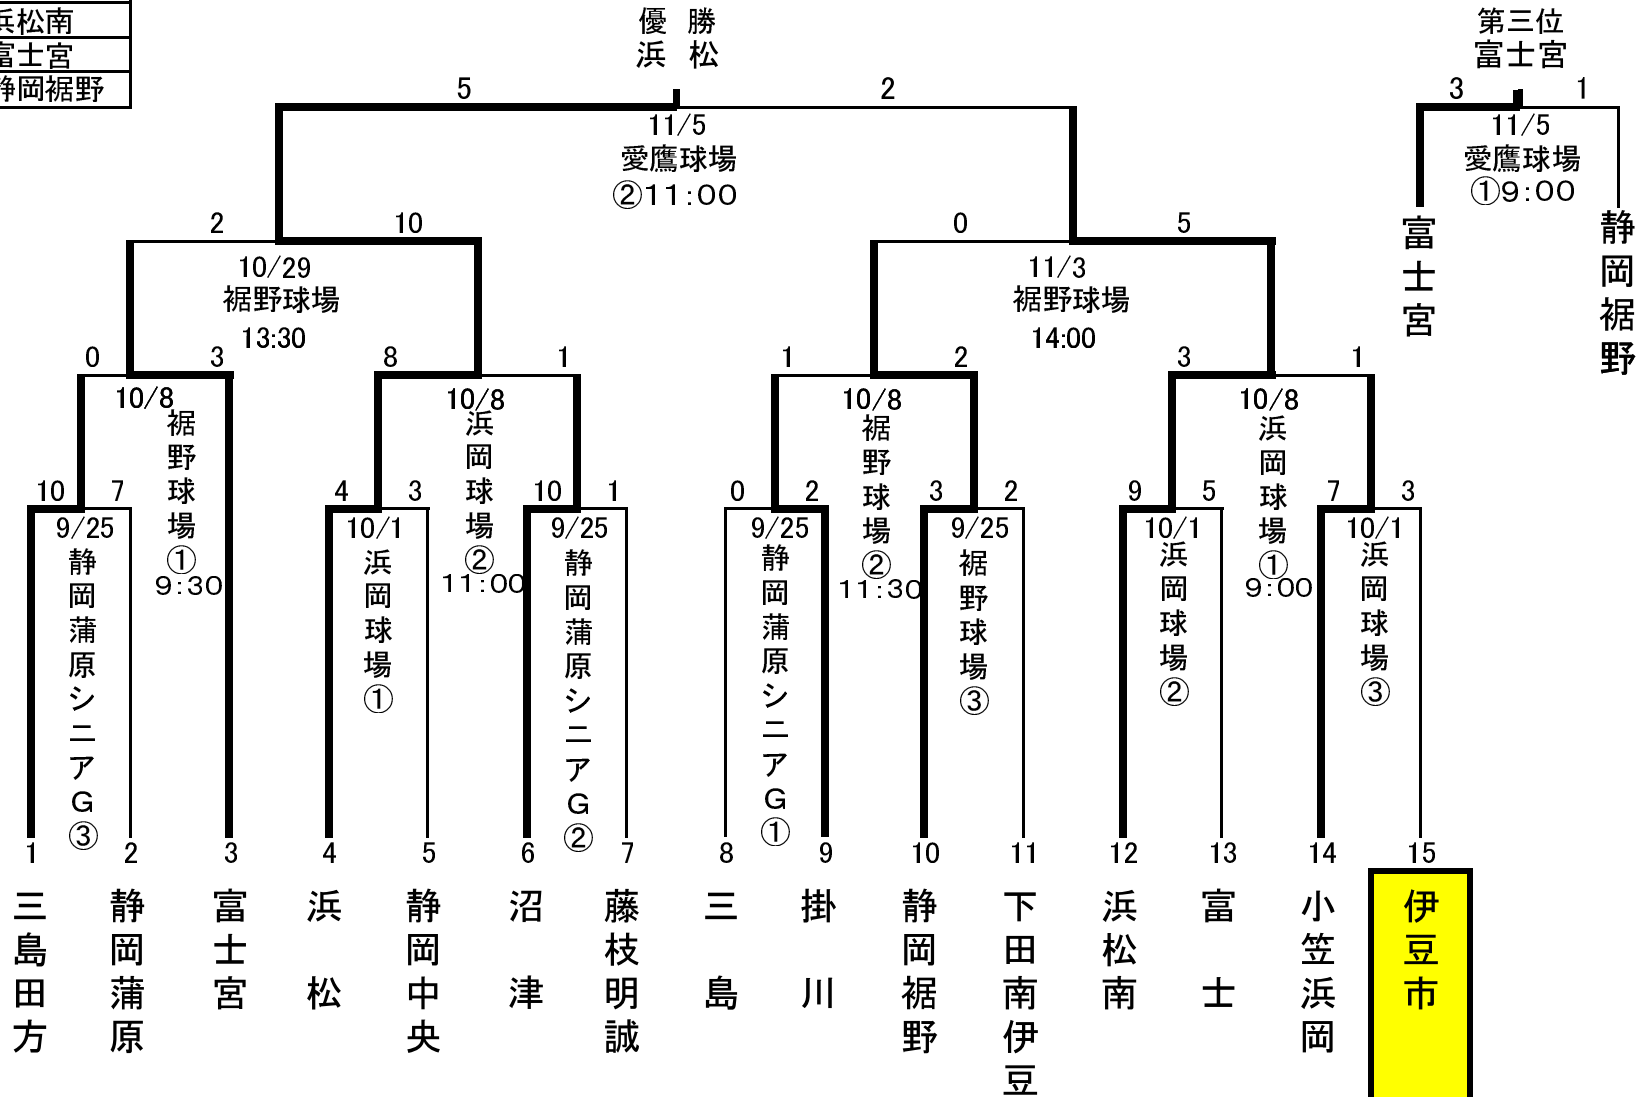 浜松南
富士宮
静岡裾野
優 勝
浜 松
5
2
11/5
愛鷹球場
②11:00
第三位
富士宮
3
1
11/5
愛鷹球場
①9:00
富士宮
静岡裾野
2
10
10/29
裾野球場
13:30
0
5
11/3
裾野球場
14:00
0
3
10/8
裾野球場①
9:30
8
1
10/8
浜岡球場②
11:00
1
2
10/8
裾野球場②
11:30
3
1
10/8
浜岡球場①
9:00
10
7
9/25
静岡蒲原シニアG③
4
3
10/1
浜岡球場①
10
1
9/25
静岡蒲原シニアG②
0
2
9/25
静岡蒲原シニアG①
3
2
9/25
裾野球場③
9
5
10/1
浜岡球場②
7
3
10/1
浜岡球場③
1
2
3
4
5
6
7
8
9
10
11
12
13
14
15
三島田方
静岡蒲原
富士宮
浜松
静岡中央
沼津
藤枝明誠
三島
掛川
静岡裾野
下田南伊豆
浜松南
富士
小笠浜岡
伊豆市